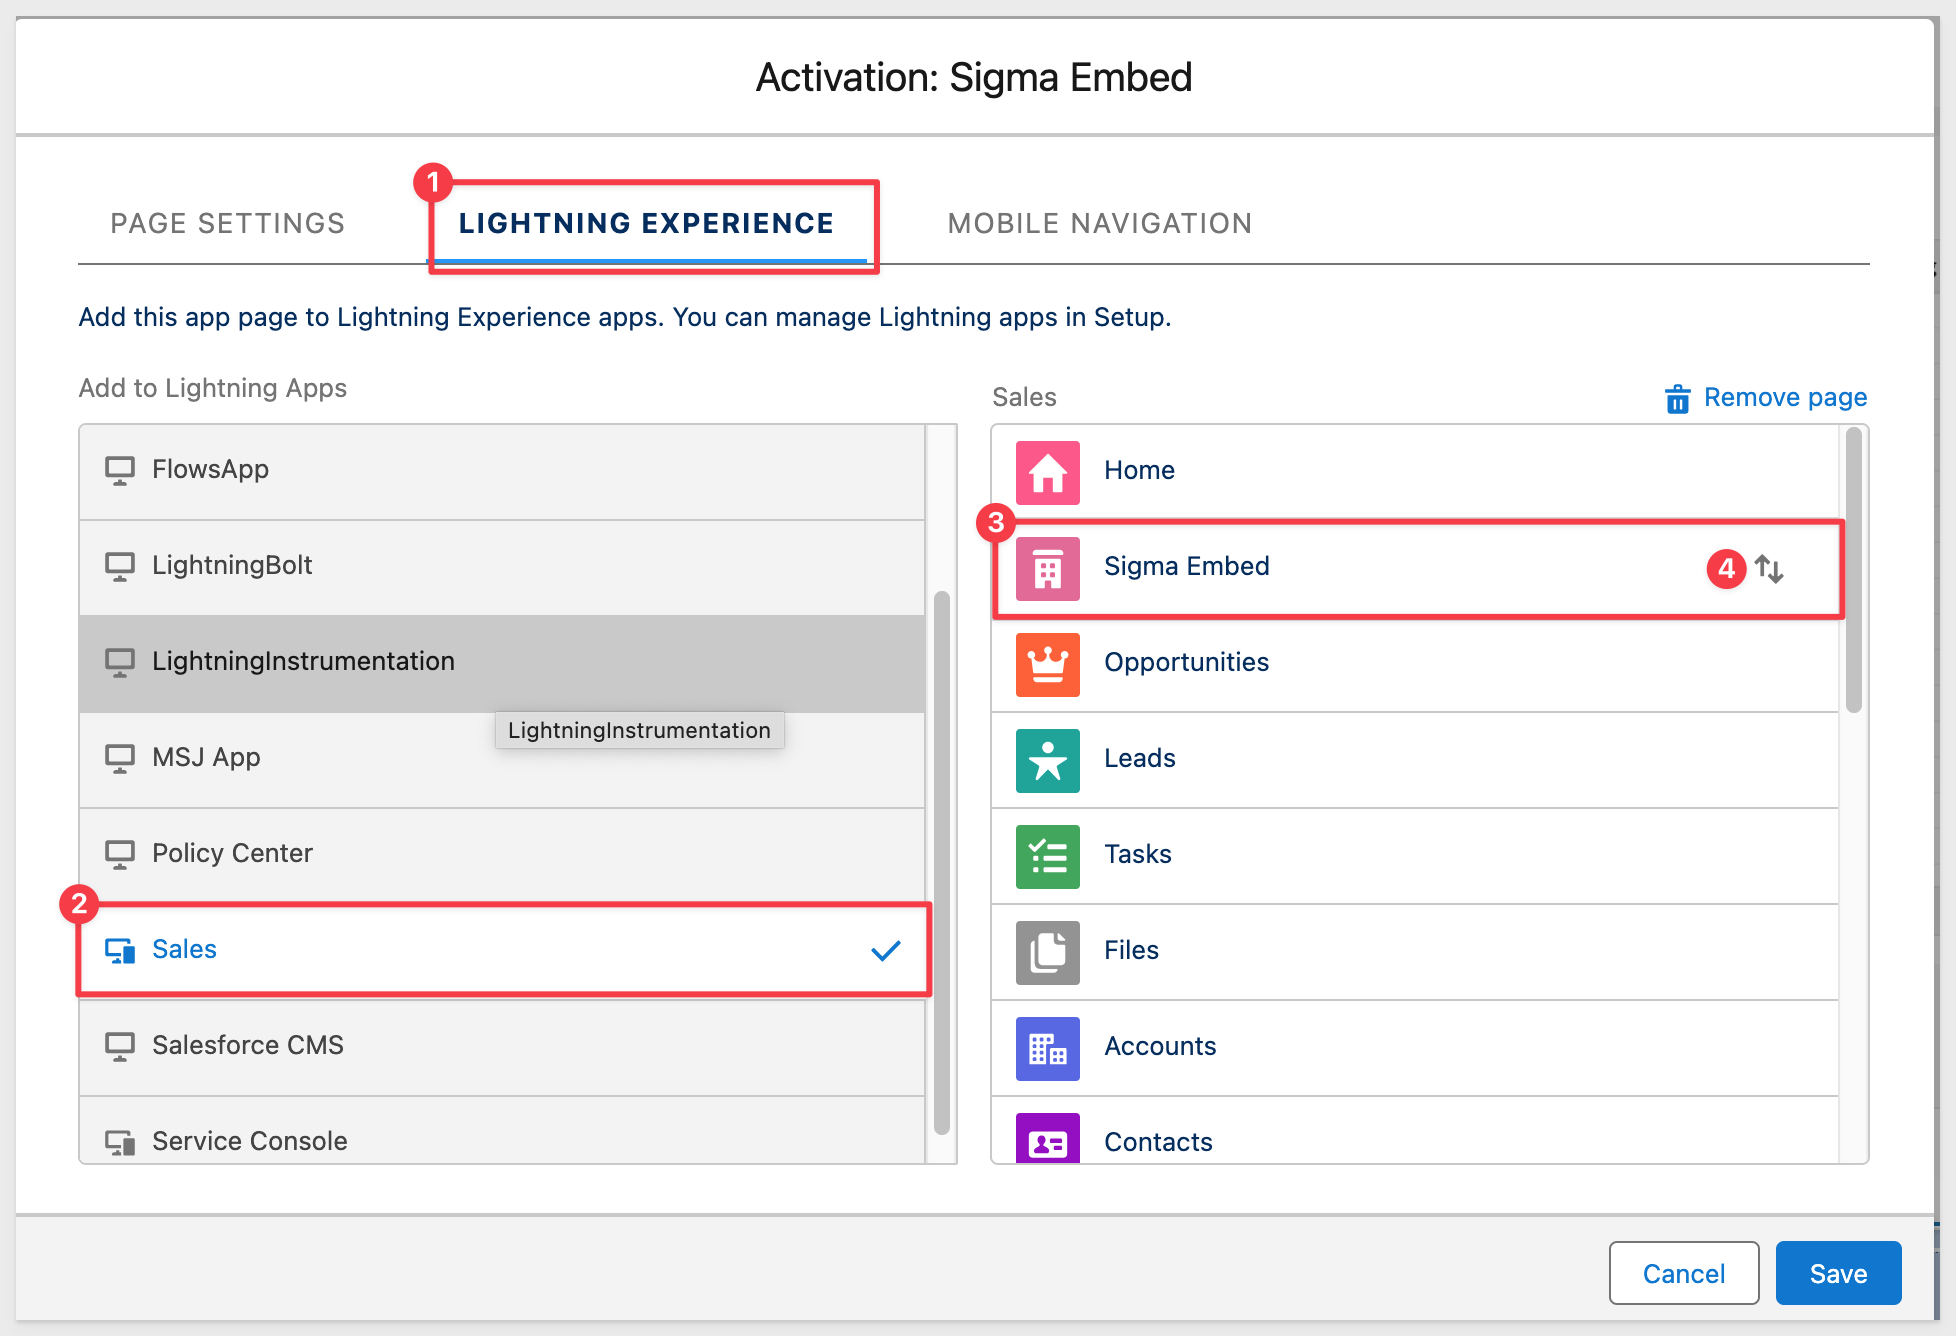 Activation: Sigma Embed
1
PAGE SETTINGS
LIGHTNING EXPERIENCE
MOBILE NAVIGATION
Add this app page to Lightning Experience apps. You can manage Lightning apps in Setup.
Add to Lightning Apps
FlowsApp
LightningBolt
LightningInstrumentation
LightningInstrumentation
MSJ App
Policy Center
2
Sales
Salesforce CMS
Service Console
Sales
Remove page
Home
3
Sigma Embed
4
Opportunities
Leads
Tasks
Files
Accounts
Contacts
Cancel
Save